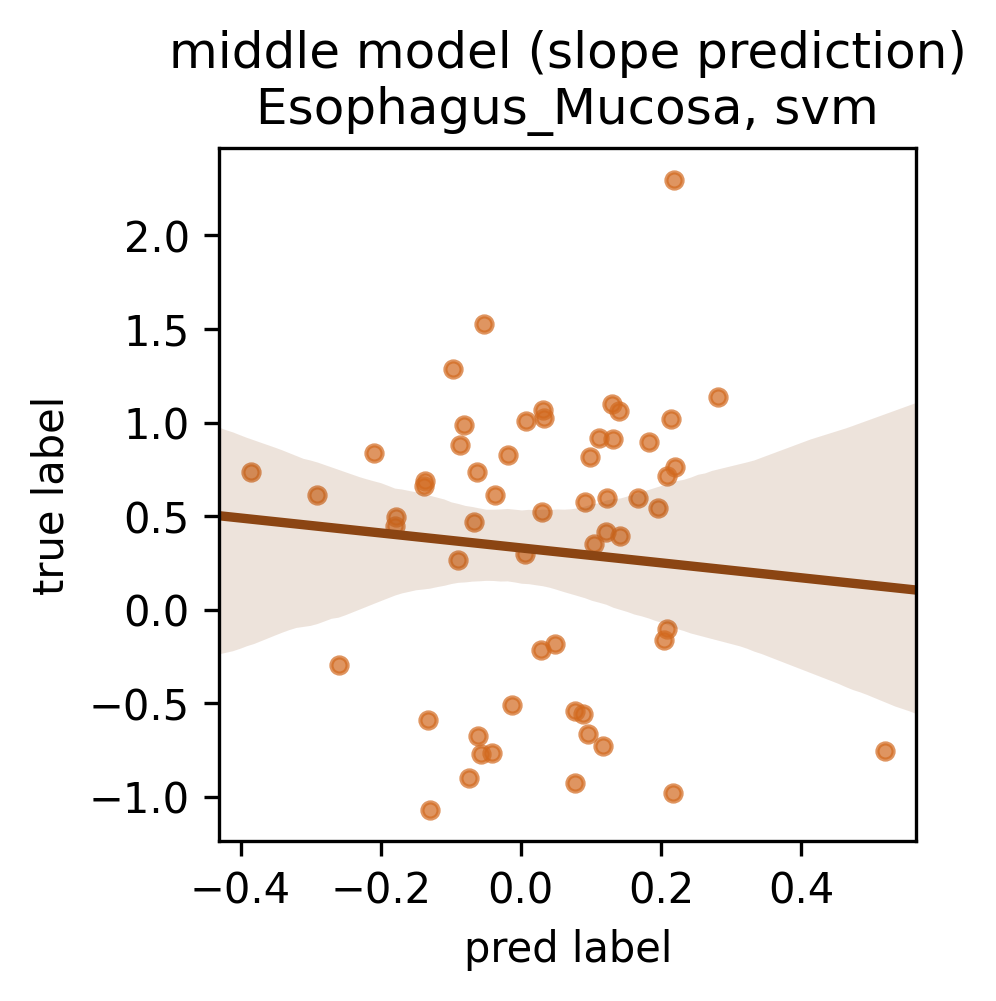 middle model (slope prediction)
Esophagus_Mucosa, svm
2.0
1.5
1.0
0.5
0.0
−0.5
−1.0
true label
−0.4 −0.2 0.0 0.2 0.4
pred label